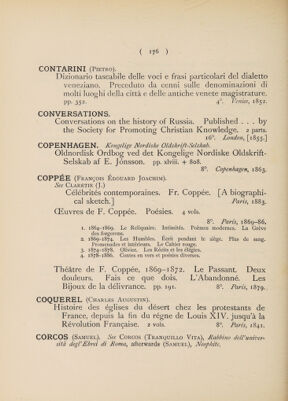 ( 176 )
CONTARINI (Pietro).
Dizionario tascabile delle voci e frasi particolari del dialetto
veneziano. Preceduto da cenni sulle denominazioni di
molti luoghi della città e delle antiche venete magistrature.
pp. 352. 4°. Venice, 1852.
CONVERSATIONS.
Conversations on the history of Russia. Published . . . by
the Society for Promoting Christian Knowledge. 2 parts.
16°. London, [1855.]
COPENHAGEN. Kongelige Nordiske Oldskrift-Selskab.
Oldnordisk Ordbog ved det Kongelige Nordiske Oldskrift-
Selskab af E. Jónsson. pp. xlviii. + 808.
8°. Copenhagen, 1863.
COPPÉE (François Édouard Joachim).
See Claretie (J.)
Célébrités contemporaines. Fr. Coppée. [A biographi-
cal sketch.] Paris, 1883.
Œuvres de F. Coppée. Poésies. 4 vols.
8°. Paris, 1869-86.
1. 1864-1869. Le Reliquaire. Intimités. Poèmes modernes. La Grève
des forgerons.
2. 1869-1874. Les Humbles. Écrit pendant le siège. Plus de sang.
Promenades et intérieurs. Le Cahier rouge.
3. 1874-1878. Olivier. Les Récits et les élégies.
4. 1878-1886. Contes en vers et poésies diverses.
Théâtre de F. Coppée, 1869-1872. Le Passant. Deux
douleurs. Fais ce que dois. L'Abandonnée. Les
Bijoux de la délivrance. pp. 191. 8°. Paris, 1879.
COQUEREL (Charles Augustin).
Histoire des églises du désert chez les protestants de
France, depuis la fin du règne de Louis XIV. jusqu'à la
Révolution Française. 2 vols. 8°. Paris, 1841.
CORCOS (Samuel). See Corcos (Tranquillo Vita), Rabbino dell'univer-
sità degl'Ebrei di Roma, afterwards (Samuel), Neophite.